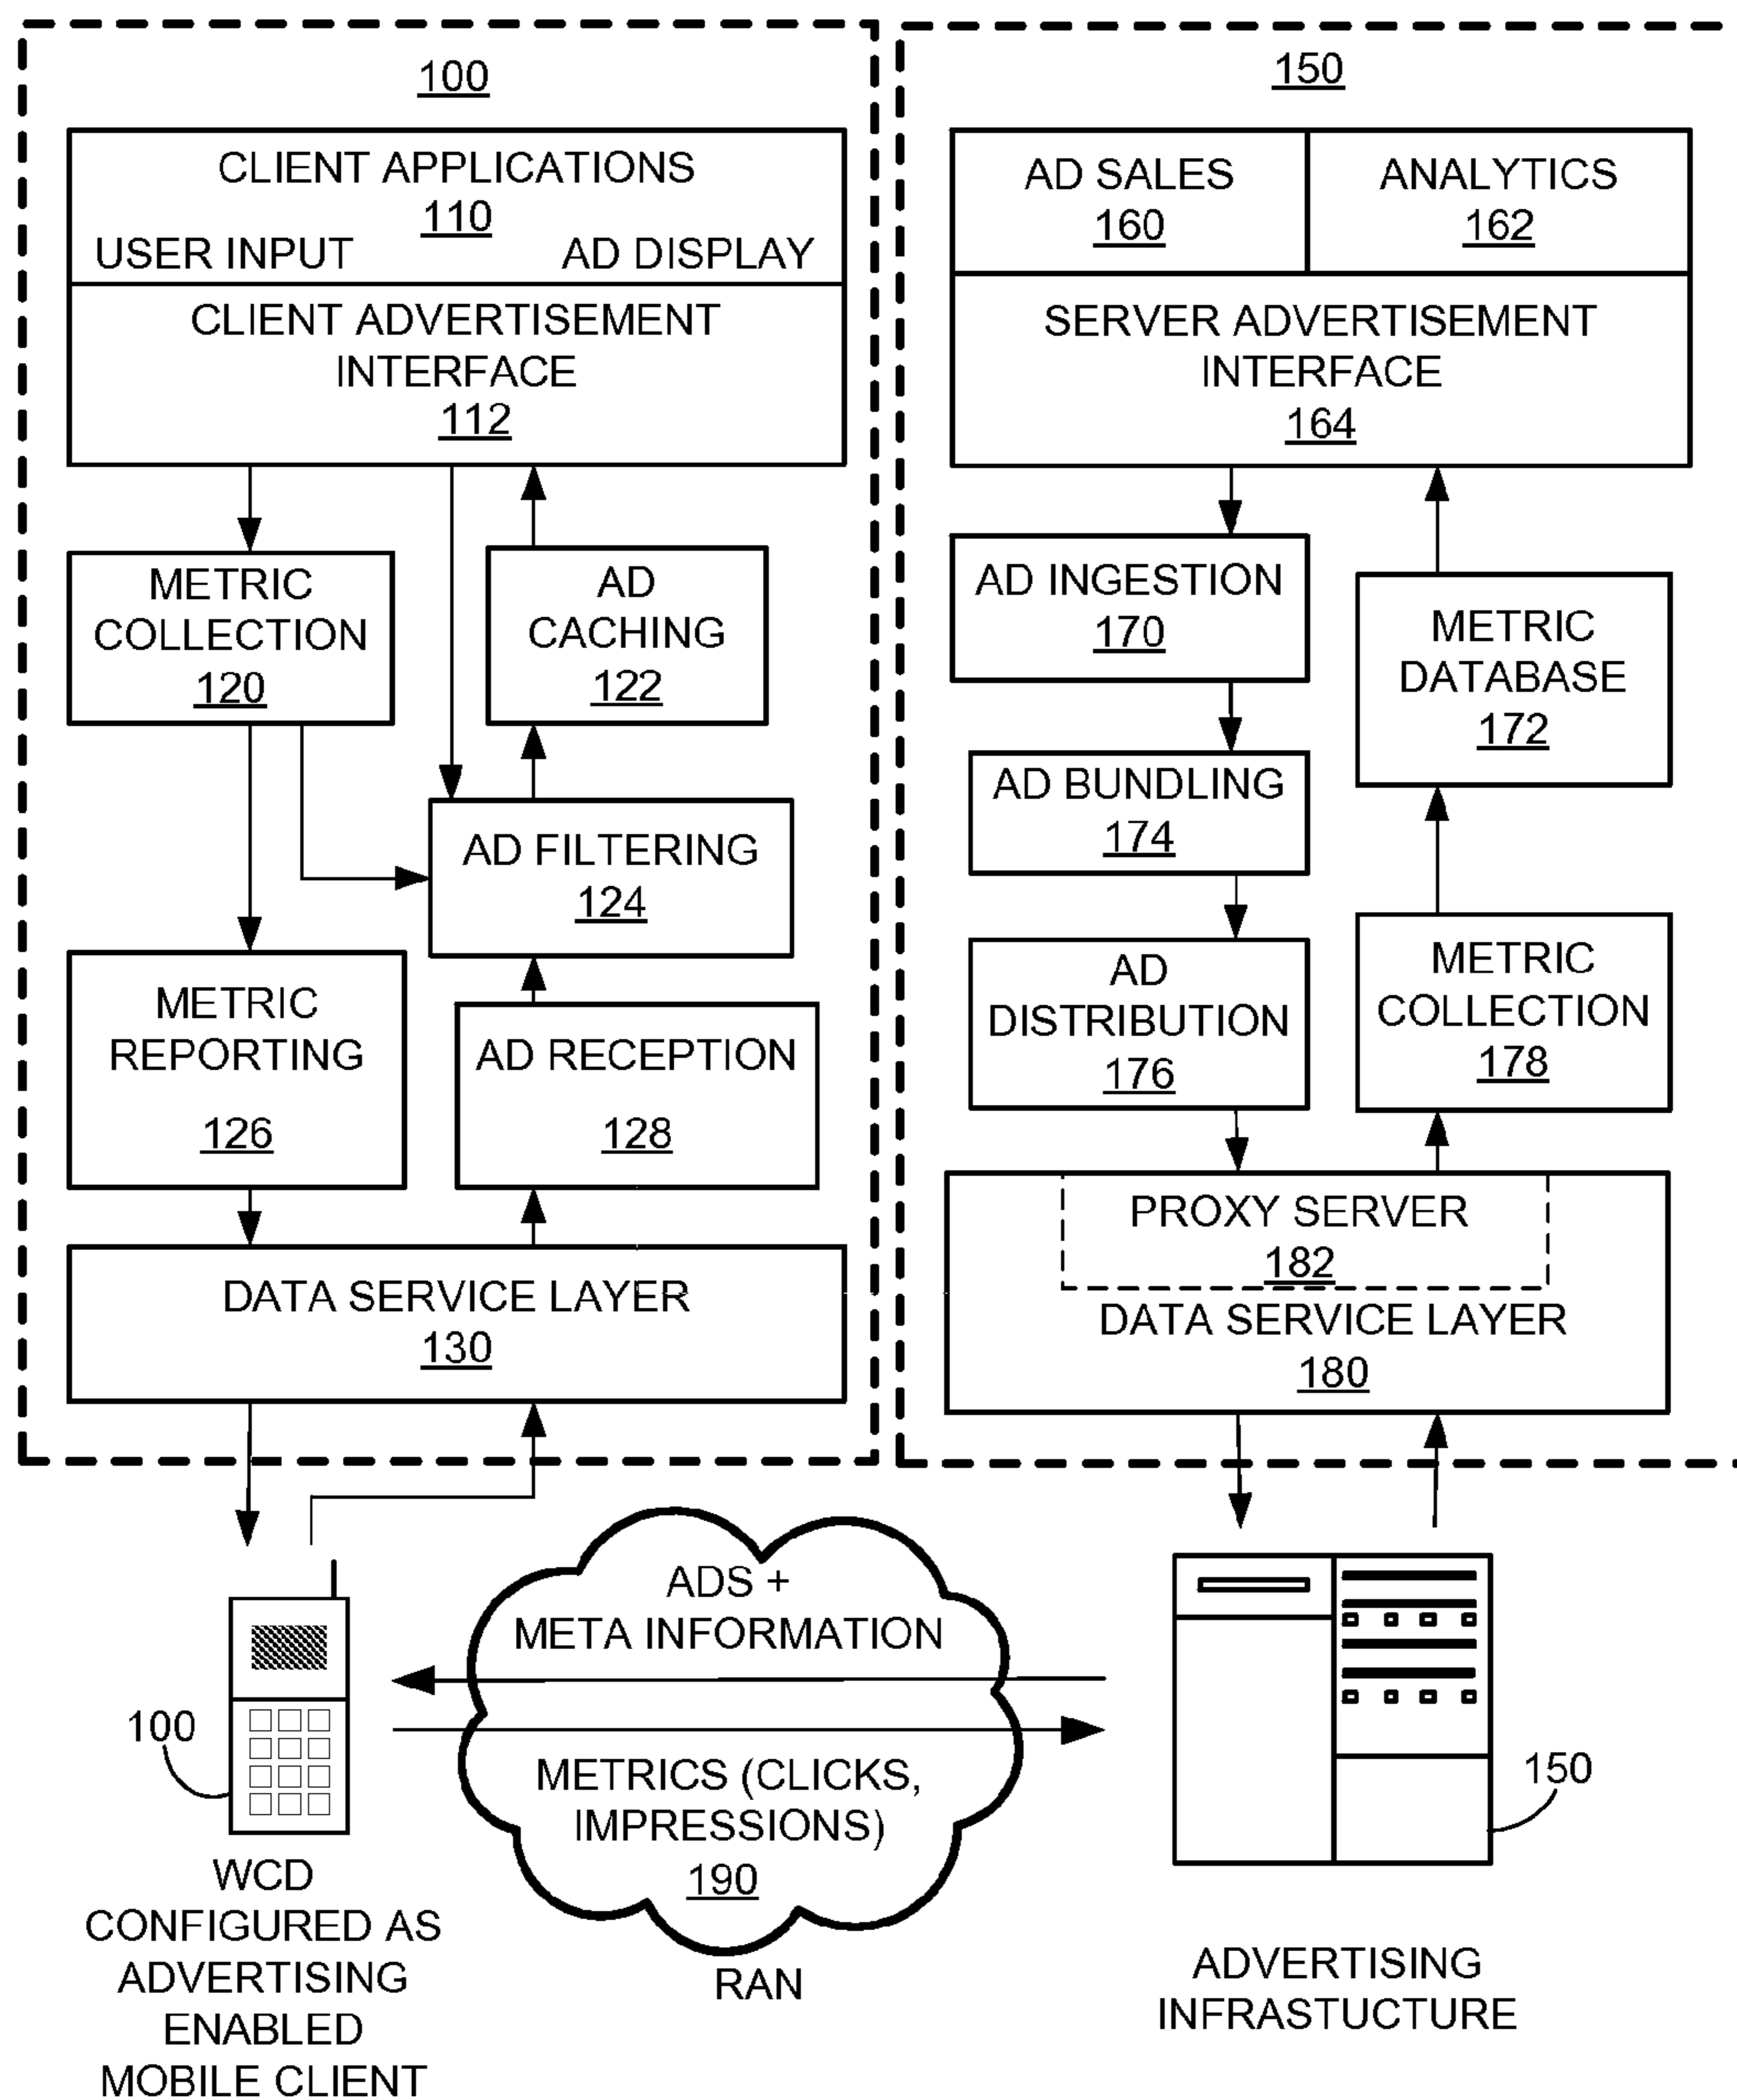 100
CLIENT APPLICATIONS
110
USER INPUT
AD DISPLAY
CLIENT ADVERTISEMENT
INTERFACE
112
METRIC
COLLECTION
120
AD
CACHING
122
AD FILTERING
124
METRIC
REPORTING
126
AD RECEPTION
128
DATA SERVICE LAYER
130
150
AD SALES
160
ANALYTICS
162
SERVER ADVERTISEMENT
INTERFACE
164
AD INGESTION
170
METRIC
DATABASE
172
AD BUNDLING
174
AD
DISTRIBUTION
176
METRIC
COLLECTION
178
PROXY SERVER
182
DATA SERVICE LAYER
180
100
WCD
CONFIGURED AS
ADVERTISING
ENABLED
MOBILE CLIENT
ADS +
META INFORMATION
METRICS (CLICKS,
IMPRESSIONS)
190
RAN
150
ADVERTISING
INFRASTUCTURE